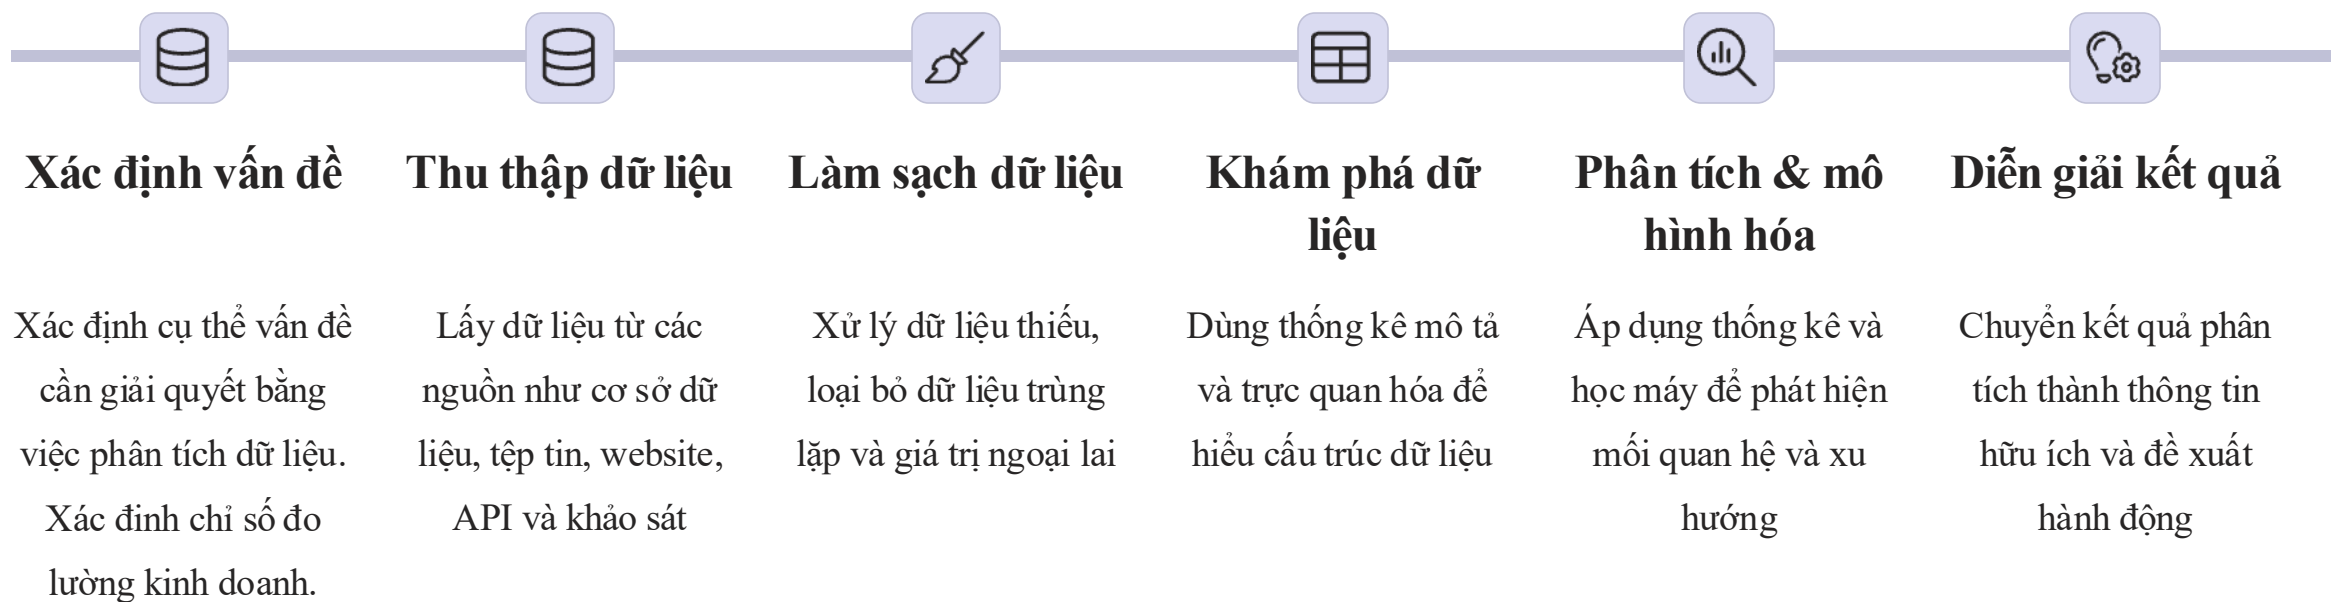 Xác định vấn đề
Xác định cụ thể vấn đề
cần giải quyết bằng
việc phân tích dữ liệu.
Xác đinh chỉ số đo
lường kinh doanh.
Thu thập dữ liệu
Lấy dữ liệu từ các
nguồn như cơ sở dữ
liệu, tệp tin, website,
API và khảo sát
Làm sạch dữ liệu
Xử lý dữ liệu thiếu,
loại bỏ dữ liệu trùng
lặp và giá trị ngoại lai
Khám phá dữ
liệu
Dùng thống kê mô tả
và trực quan hóa để
hiểu cấu trúc dữ liệu
Phân tích & mô
hình hóa
Áp dụng thống kê và
học máy để phát hiện
mối quan hệ và xu
hướng
Diễn giải kết quả
Chuyển kết quả phân
tích thành thông tin
hữu ích và đề xuất
hành động